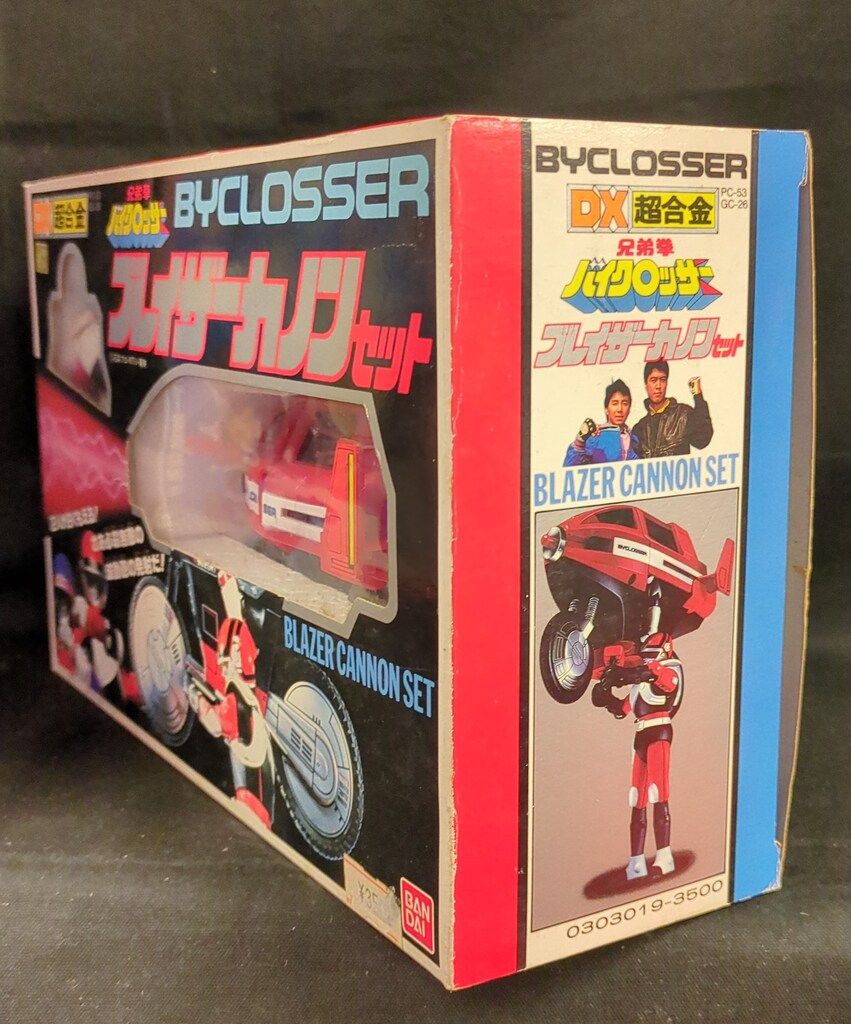 DX 超合金
兄弟拳
バイクロッサー
BYCLOSSER
ブレイザーカノンセット
BLAZER CANNON SET
BAN
DAI
BYCLOSSER
DX 超合金
PC-53
GC-26
兄弟拳
バイクロッサー
ブレイザーカノンセット
BLAZER CANNON SET
BYCLOSSER
0303019-3500